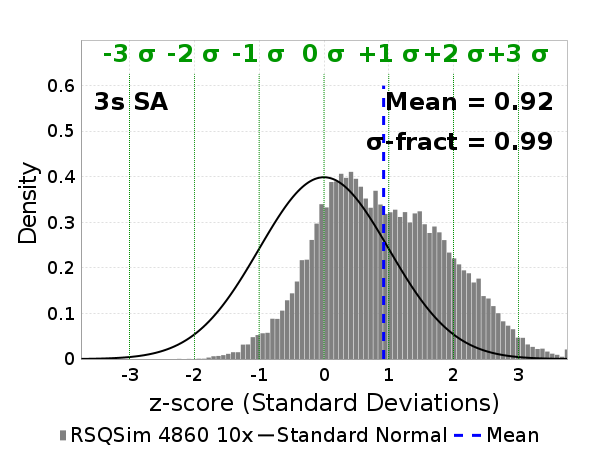 -3 σ -2 σ -1 σ 0 σ +1 σ +2 σ +3 σ
0.6
3s SA
Mean = 0.92
0.5
σ-fract = 0.99
0.4
0.3
0.2
0.1
0
Density
-3 -2 -1 0 1 2 3
z-score (Standard Deviations)
RSQSim 4860 10x Standard Normal Mean